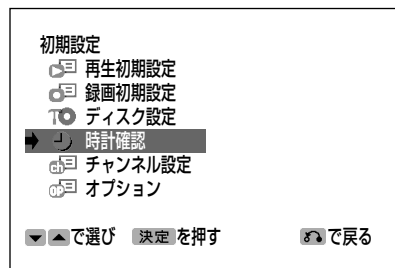 初期設定
再生初期設定
録画初期設定
ディスク設定
時計確認
ch チャンネル設定
op オプション
で選び 決定 を押す で戻る